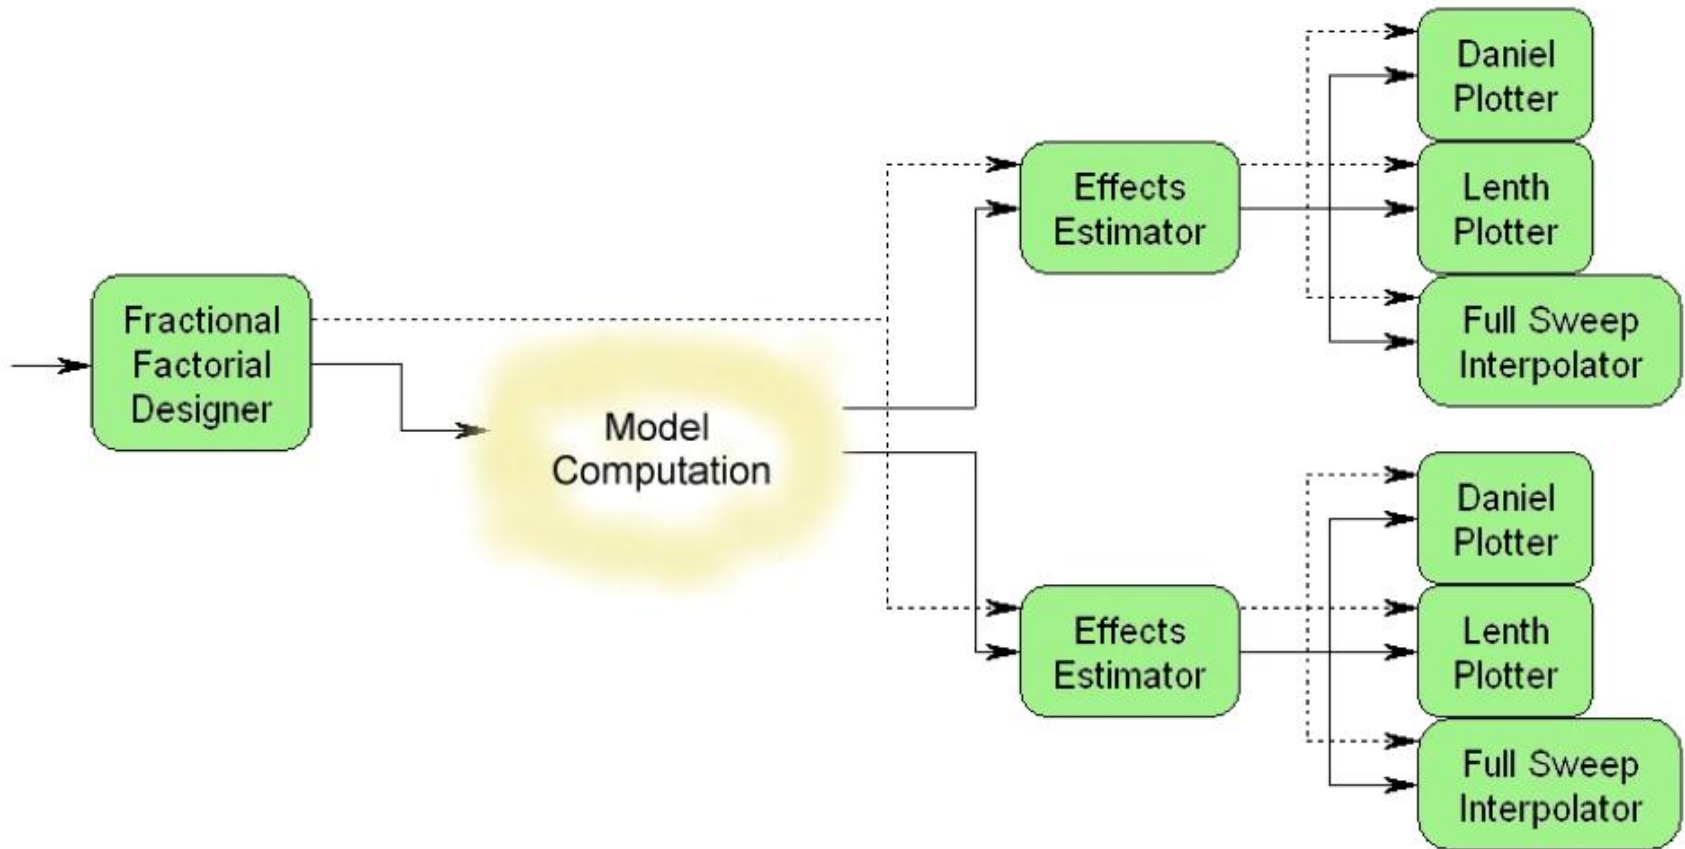 Fractional
Factorial
Designer
Model
Computation
Effects
Estimator
Daniel
Plotter
Lenth
Plotter
Full Sweep
Interpolator
Effects
Estimator
Daniel
Plotter
Lenth
Plotter
Full Sweep
Interpolator